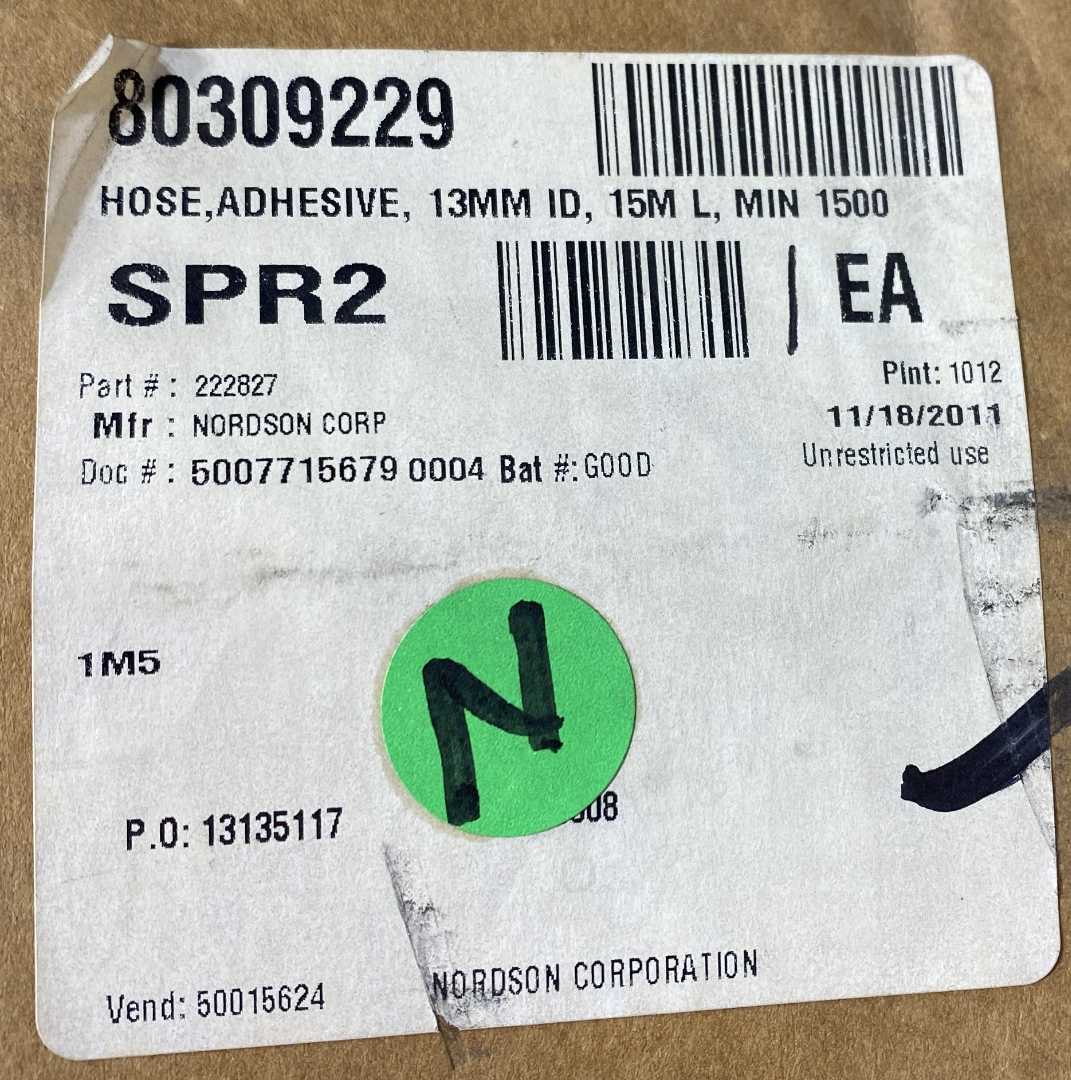 80309229
HOSE,ADHESIVE, 13MM ID, 15M L, MIN 1500
SPR2 / EA
Part # : 222827 Plnt: 1012
Mfr : NORDSON CORP 11/18/2011
Doc # : 5007715679 0004 Bat #: GOOD Unrestricted use
1M5
N
P.O: 13135117
Vend: 50015624 NORDSON CORPORATION